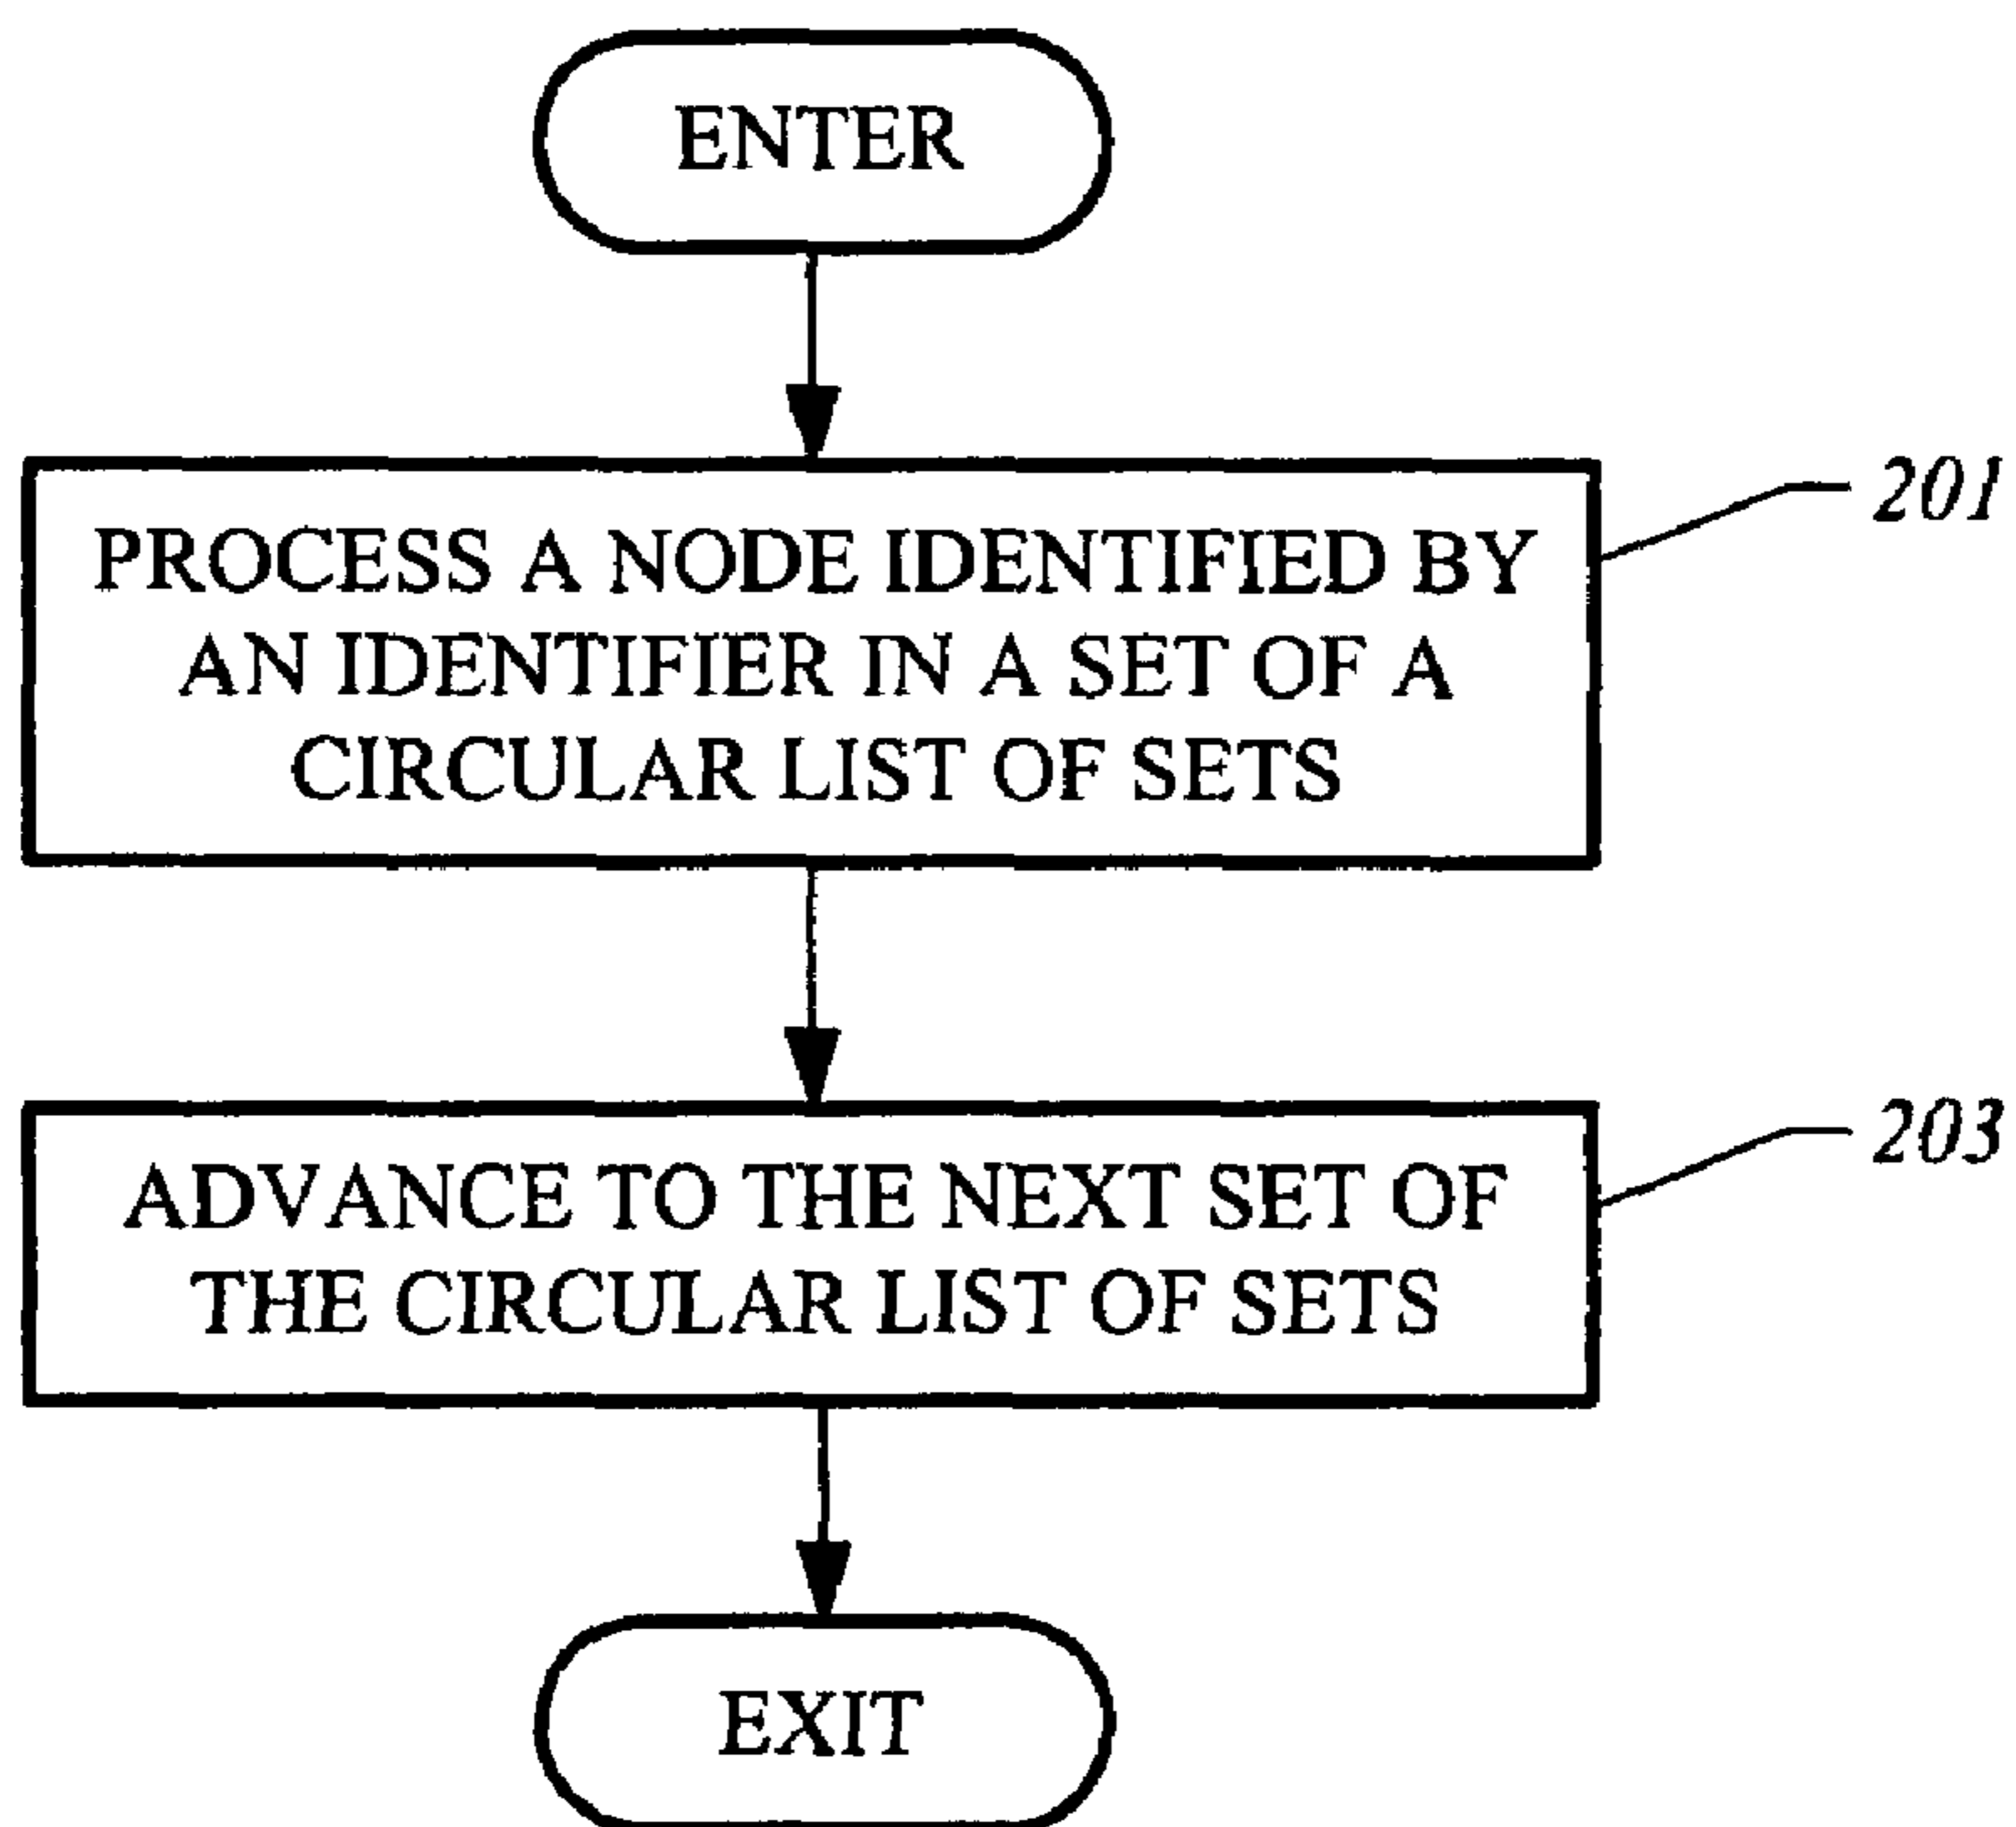 ENTER
PROCESS A NODE IDENTIFIED BY
AN IDENTIFIER IN A SET OF A
CIRCULAR LIST OF SETS
201
ADVANCE TO THE NEXT SET OF
THE CIRCULAR LIST OF SETS
203
EXIT